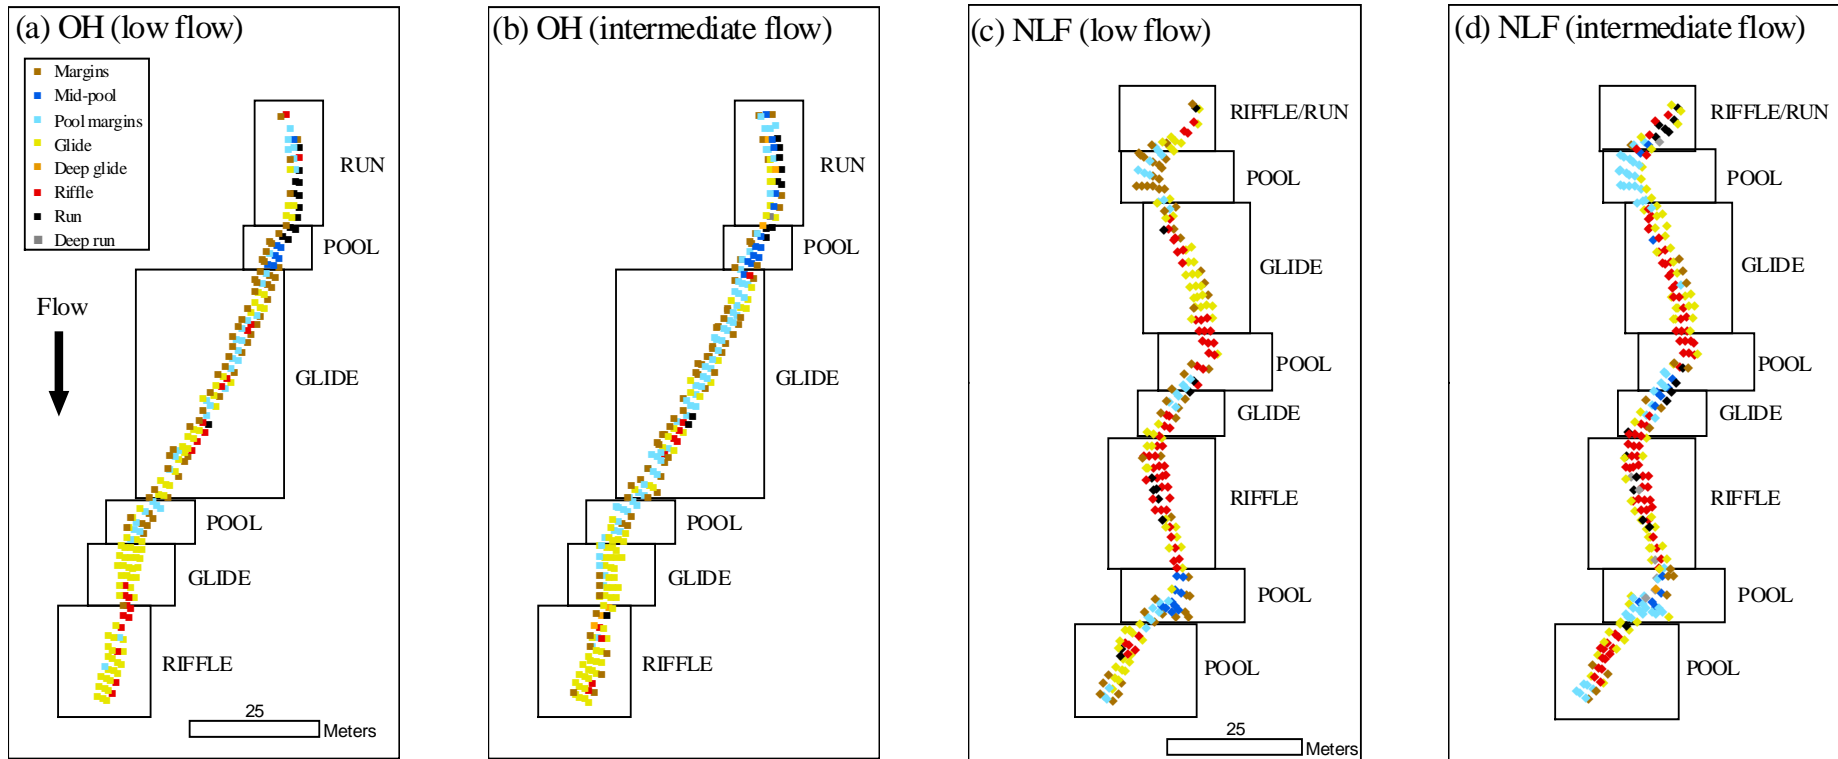 (a) OH (low flow)
Margins
Mid-pool
Pool margins
Glide
Deep glide
Riffle
Run
Deep run
Flow
RUN
POOL
GLIDE
POOL
GLIDE
RIFFLE
25
Meters
(b) OH (intermediate flow)
RUN
POOL
GLIDE
POOL
GLIDE
RIFFLE
(c) NLF (low flow)
RIFFLE/RUN
POOL
GLIDE
POOL
GLIDE
RIFFLE
POOL
POOL
25
Meters
(d) NLF (intermediate flow)
RIFFLE/RUN
POOL
GLIDE
POOL
GLIDE
RIFFLE
POOL
POOL